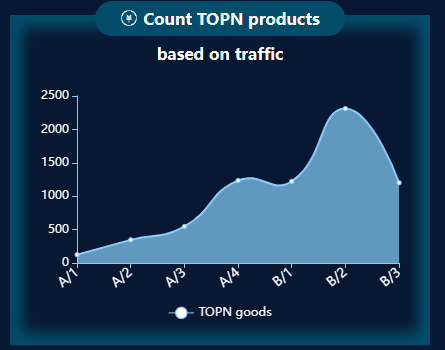 Count TOPN products
based on traffic
2500
2000
1500
1000
500
0
A/1 A/2 A/3 A/4 B/1 B/2 B/3
TOPN goods